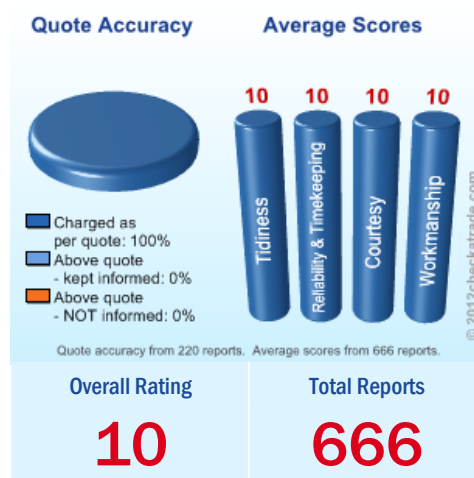 Quote Accuracy
Average Scores
10 10 10 10
Tidiness
Reliability & Timekeeping
Courtesy
Workmanship
Charged as
per quote: 100%
Above quote
- kept informed: 0%
Above quote
- NOT informed: 0%
© 2012checkatrade.com
Quote accuracy from 220 reports. Average scores from 666 reports.
Overall Rating
Total Reports
10
666